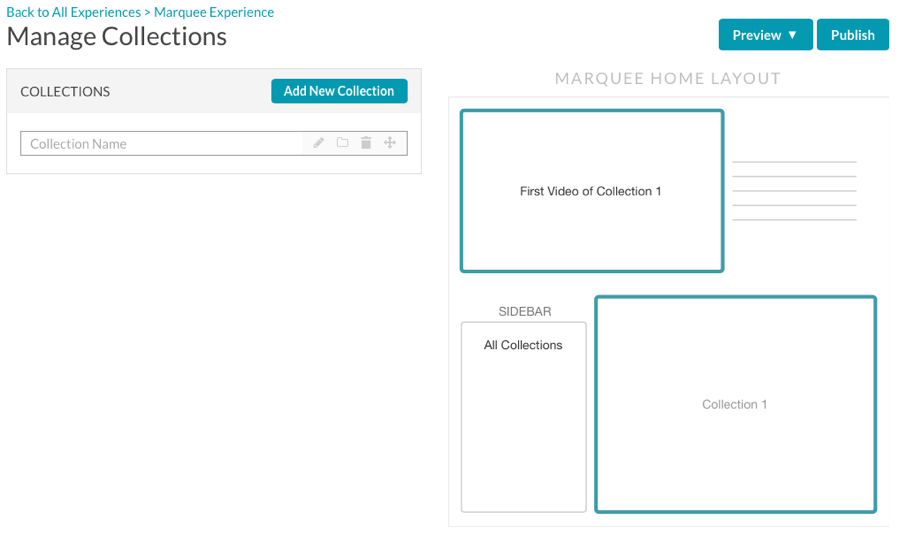 Back to All Experiences > Marquee Experience
Manage Collections
Preview ▼
Publish
COLLECTIONS
Add New Collection
Collection Name
MARQUEE HOME LAYOUT
First Video of Collection 1
SIDEBAR
All Collections
Collection 1